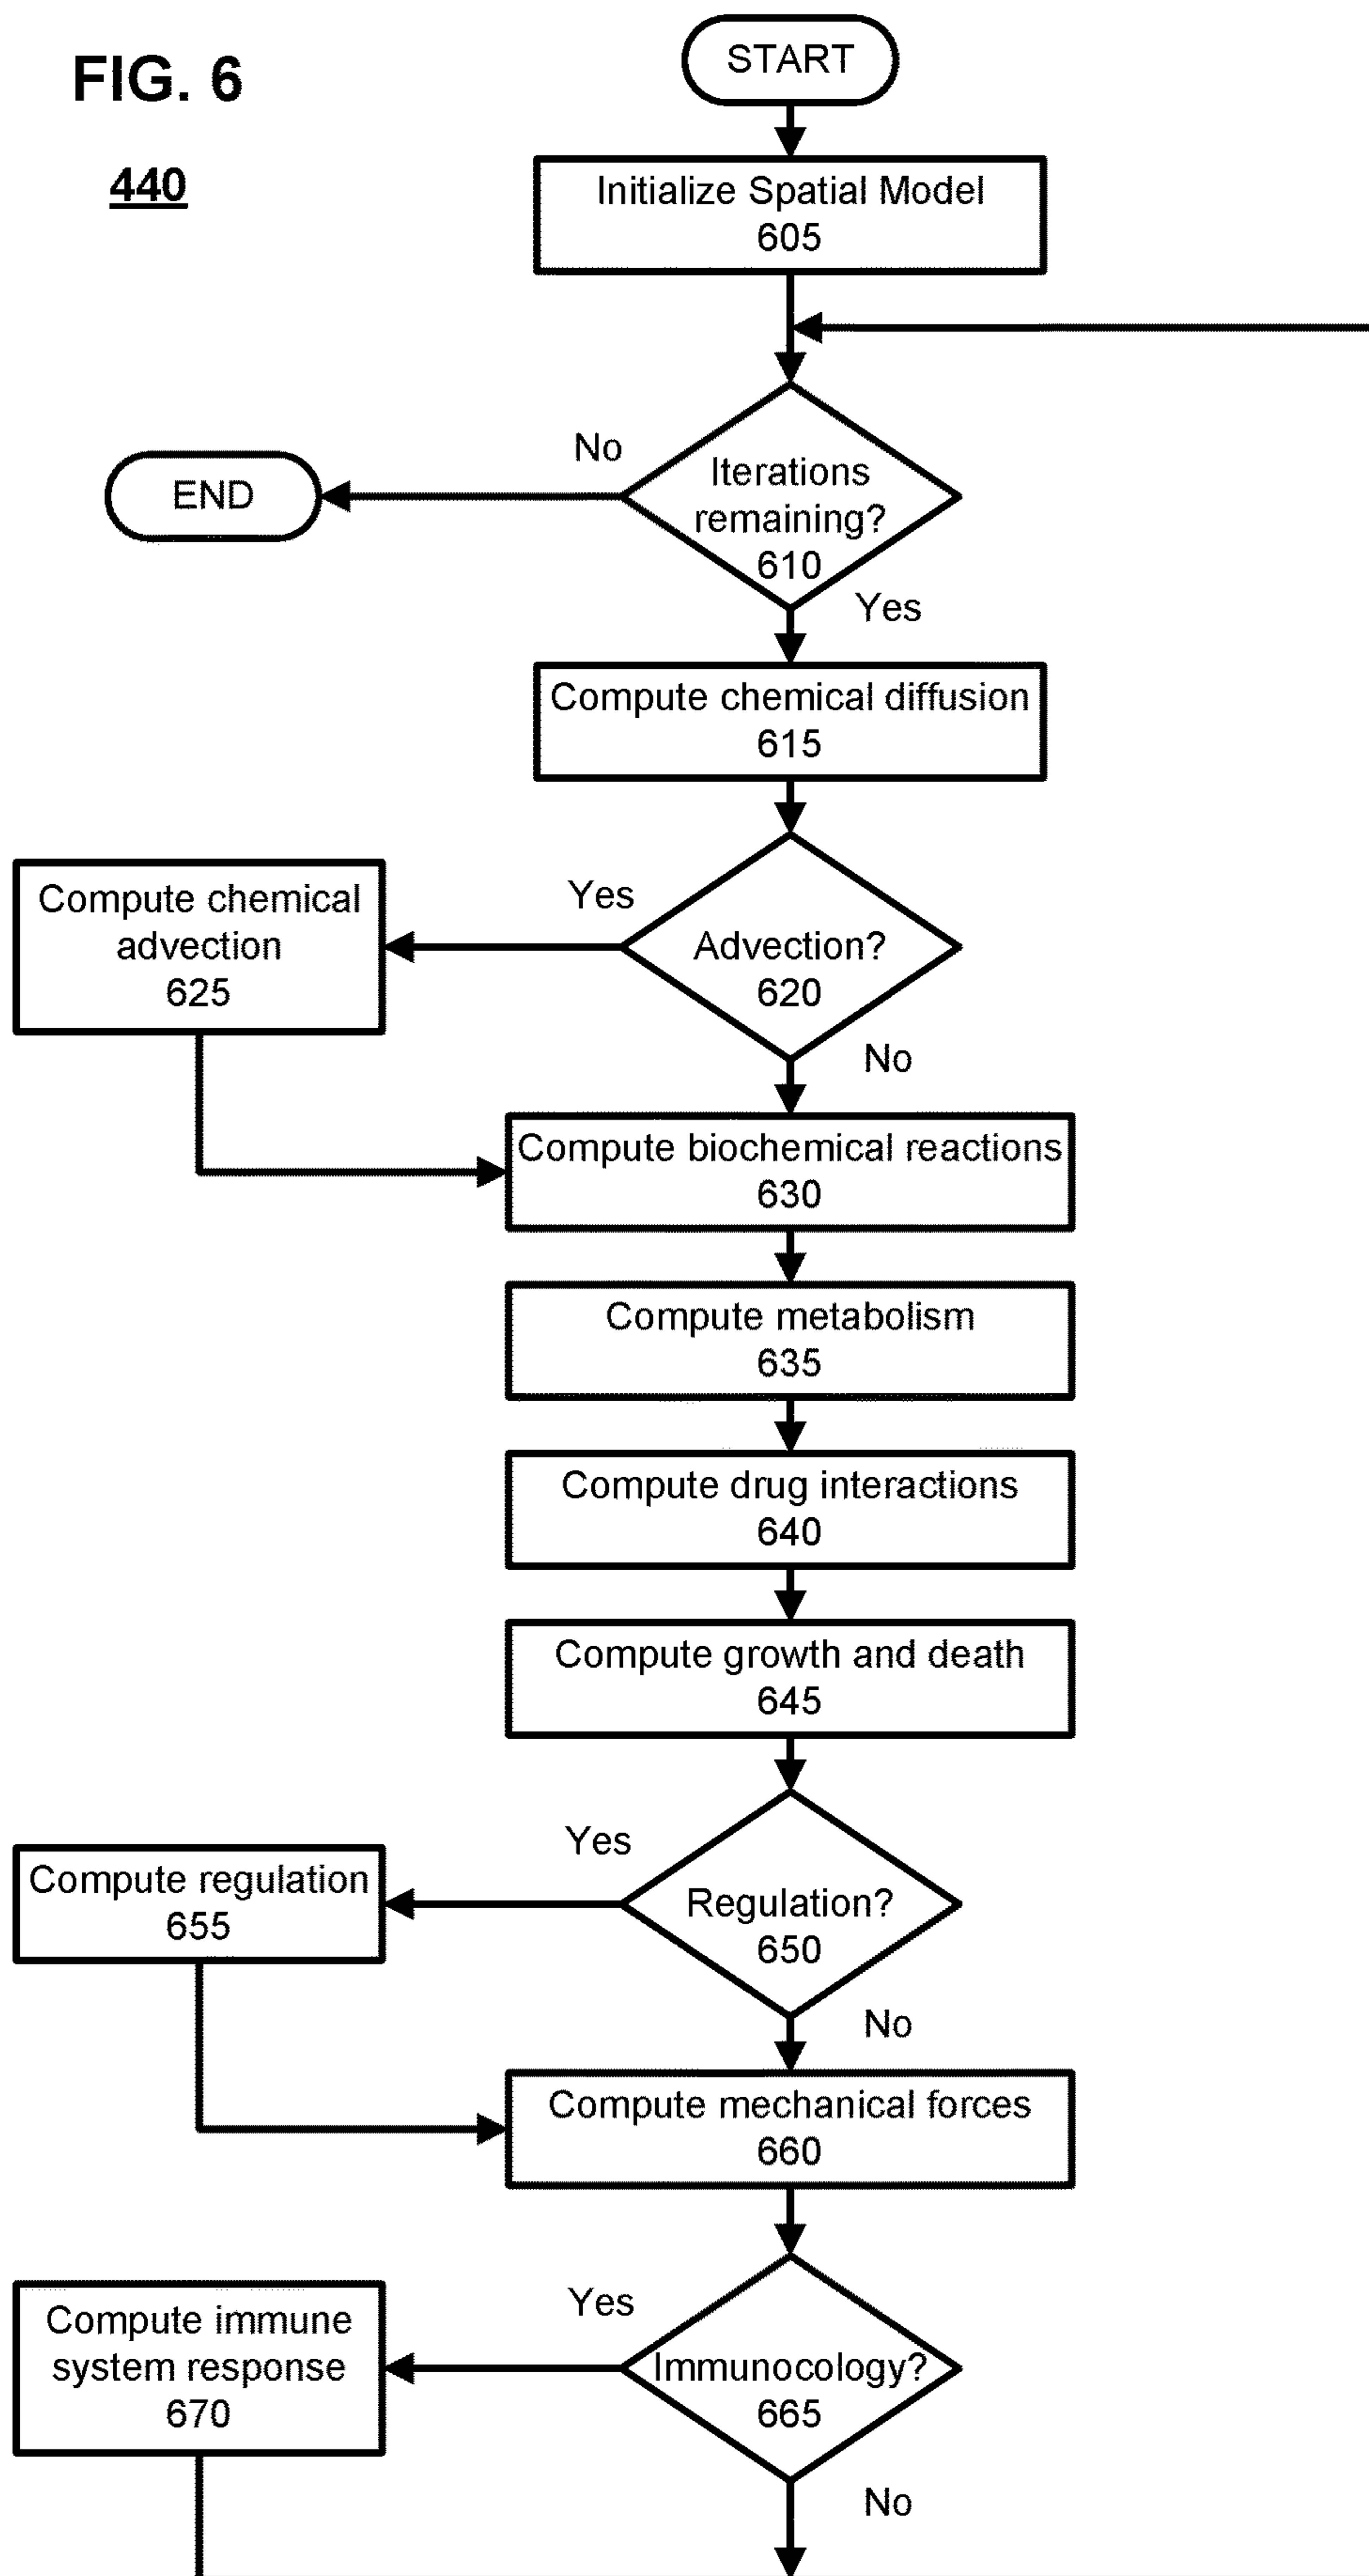 FIG. 6
440
START
Initialize Spatial Model
605
No
END
Iterations
remaining?
610
Yes
Compute chemical diffusion
615
Yes
Compute chemical
advection
625
Advection?
620
No
Compute biochemical reactions
630
Compute metabolism
635
Compute drug interactions
640
Compute growth and death
645
Yes
Compute regulation
655
Regulation?
650
No
Compute mechanical forces
660
Yes
Compute immune
system response
670
Immunocology?
665
No